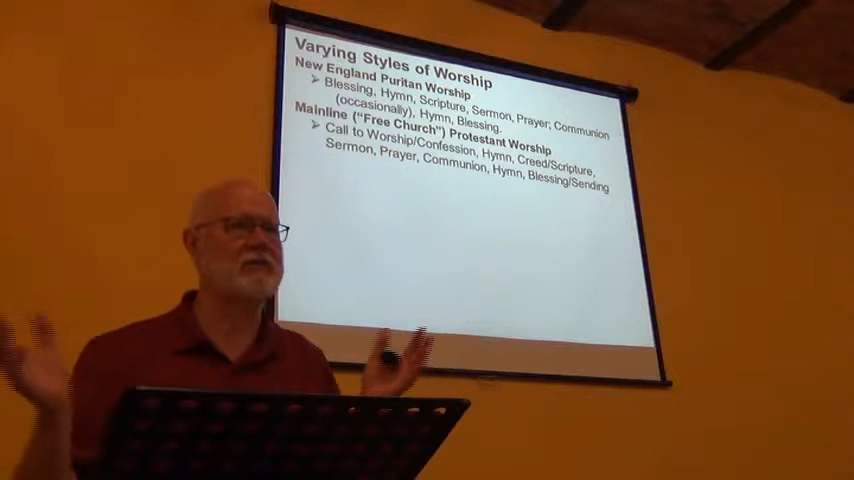 Varying Styles of Worship
New England Puritan Worship
➢ Blessing, Hymn, Scripture, Sermon, Prayer, Communion
(occasionally), Hymn, Blessing.
Mainline ("Free Church") Protestant Worship
➢ Call to Worship/Confession, Hymn, Creed/Scripture,
Sermon, Prayer, Communion, Hymn, Blessing/Sending